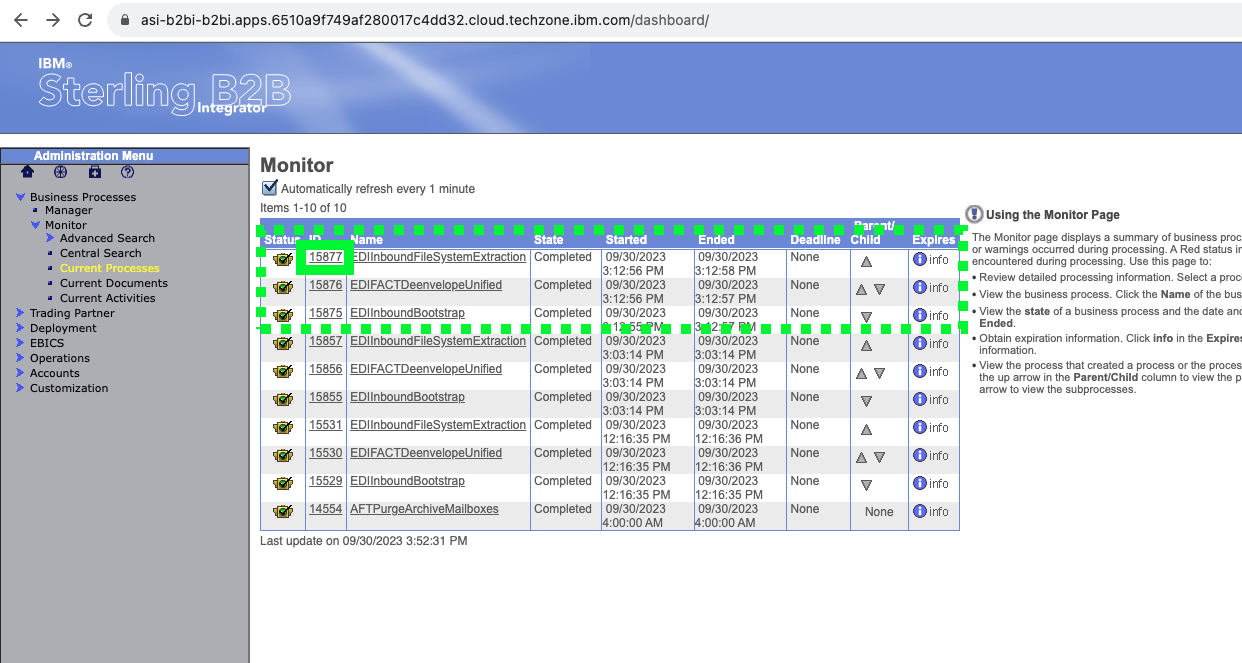 asi-b2bi-b2bi.apps.6510a9f749af280017c4dd32.cloud.techzone.ibm.com/dashboard/
IBM®
Sterling B2B
Integrator
Administration Menu
Business Processes
Manager
Monitor
Advanced Search
Central Search
Current Processes
Current Documents
Current Activities
Trading Partner
Deployment
EBICS
Operations
Accounts
Customization
Monitor
Automatically refresh every 1 minute
Items 1-10 of 10
Status ID Name State Started Ended Deadline Parent/ Child Expires
15877 EDIInboundFileSystemExtraction Completed 09/30/2023 09/30/2023 None info
3:12:56 PM 3:12:58 PM
15876 EDIFACTDeenvelopeUnified Completed 09/30/2023 09/30/2023 None info
3:12:56 PM 3:12:57 PM
15875 EDIInboundBootstrap Completed 09/30/2023 09/30/2023 None info
3:12:55 PM 3:12:57 PM
15857 EDIInboundFileSystemExtraction Completed 09/30/2023 09/30/2023 None info
3:03:14 PM 3:03:14 PM
15856 EDIFACTDeenvelopeUnified Completed 09/30/2023 09/30/2023 None info
3:03:14 PM 3:03:14 PM
15855 EDIInboundBootstrap Completed 09/30/2023 09/30/2023 None info
3:03:14 PM 3:03:14 PM
15531 EDIInboundFileSystemExtraction Completed 09/30/2023 09/30/2023 None info
12:16:35 PM 12:16:36 PM
15530 EDIFACTDeenvelopeUnified Completed 09/30/2023 09/30/2023 None info
12:16:35 PM 12:16:36 PM
15529 EDIInboundBootstrap Completed 09/30/2023 09/30/2023 None info
12:16:35 PM 12:16:35 PM
14554 AFTPurgeArchiveMailboxes Completed 09/30/2023 09/30/2023 None None info
4:00:00 AM 4:00:00 AM
Last update on 09/30/2023 3:52:31 PM
Using the Monitor Page
The Monitor page displays a summary of business proc
or warnings occurred during processing. A Red status in
encountered during processing. Use this page to:
• Review detailed processing information. Select a proc
• View the business process. Click the Name of the bus
• View the state of a business process and the date and
Ended.
• Obtain expiration information. Click info in the Expires
information.
• View the process that created a process or the proces
the up arrow in the Parent/Child column to view the p
arrow to view the subprocesses.